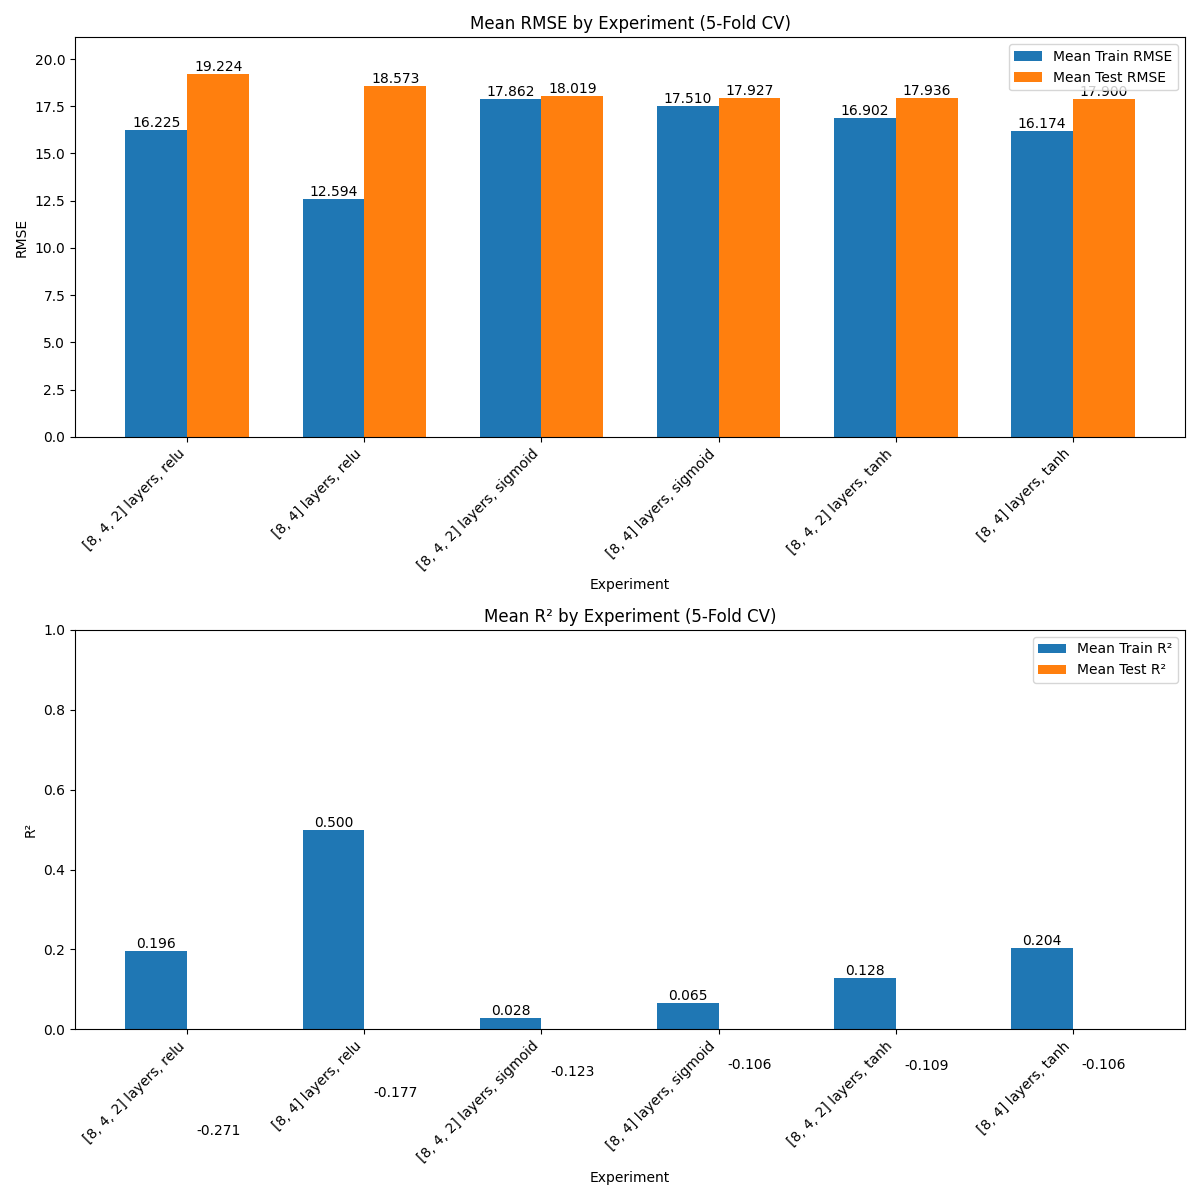 Mean RMSE by Experiment (5-Fold CV)
Mean Train RMSE
Mean Test RMSE
RMSE
20.0
17.5
15.0
12.5
10.0
7.5
5.0
2.5
0.0
16.225
19.224
12.594
18.573
17.862
18.019
17.510
17.927
16.902
17.936
16.174
17.900
[8, 4, 2] layers, relu
[8, 4] layers, relu
[8, 4, 2] layers, sigmoid
[8, 4] layers, sigmoid
[8, 4, 2] layers, tanh
[8, 4] layers, tanh
Experiment
Mean R² by Experiment (5-Fold CV)
Mean Train R²
Mean Test R²
R²
1.0
0.8
0.6
0.4
0.2
0.0
0.196
0.500
0.028
0.065
0.128
0.204
-0.271
-0.177
-0.123
-0.106
-0.109
-0.106
[8, 4, 2] layers, relu
[8, 4] layers, relu
[8, 4, 2] layers, sigmoid
[8, 4] layers, sigmoid
[8, 4, 2] layers, tanh
[8, 4] layers, tanh
Experiment